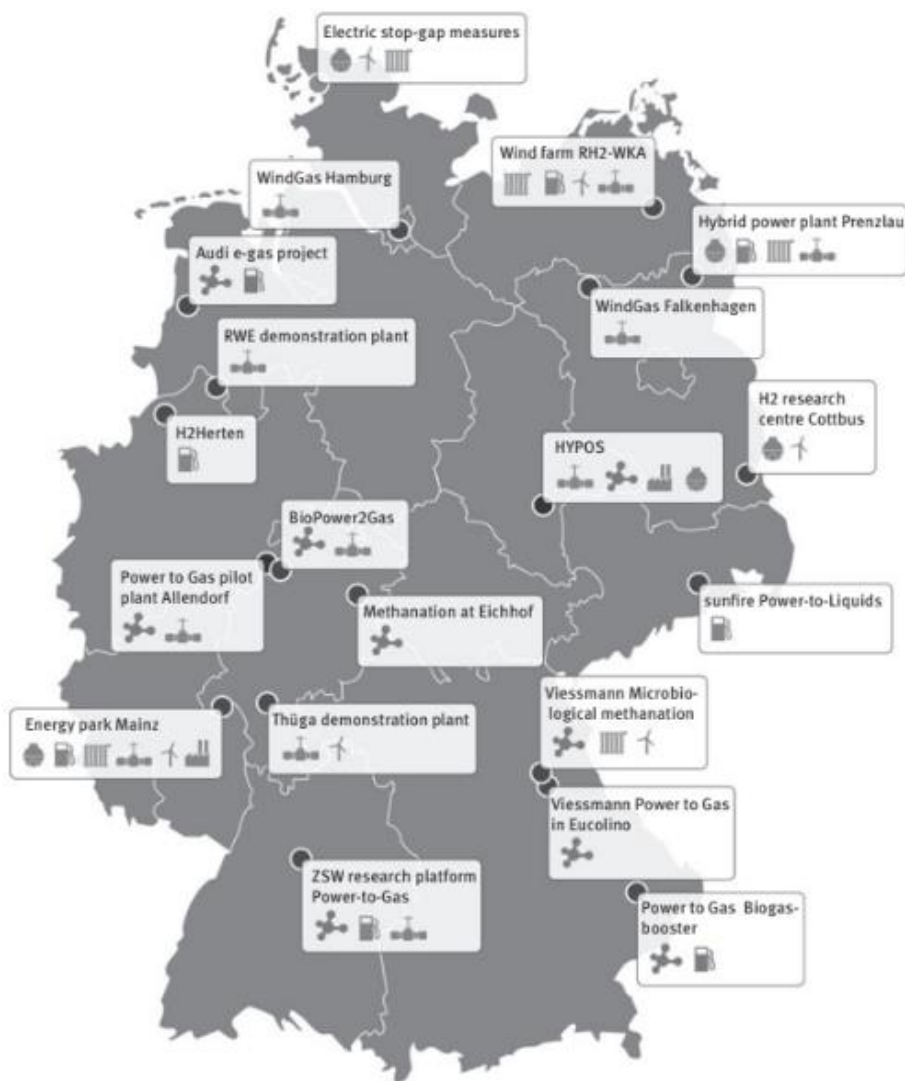 Electric stop-gap measures
Wind farm RH2-WKA
WindGas Hamburg
Hybrid power plant Prenzlau
Audi e-gas project
WindGas Falkenhagen
RWE demonstration plant
H2 research
centre Cottbus
H2Herten
HYPOS
BioPower2Gas
Power to Gas pilot
plant Allendorf
sunfire Power-to-Liquids
Methanation at Eichhof
Viessmann Microbio-
logical methanation
Energy park Mainz
Thüga demonstration plant
Viessmann Power to Gas
in Eucolino
ZSW research platform
Power-to-Gas
Power to Gas Biogas-
booster